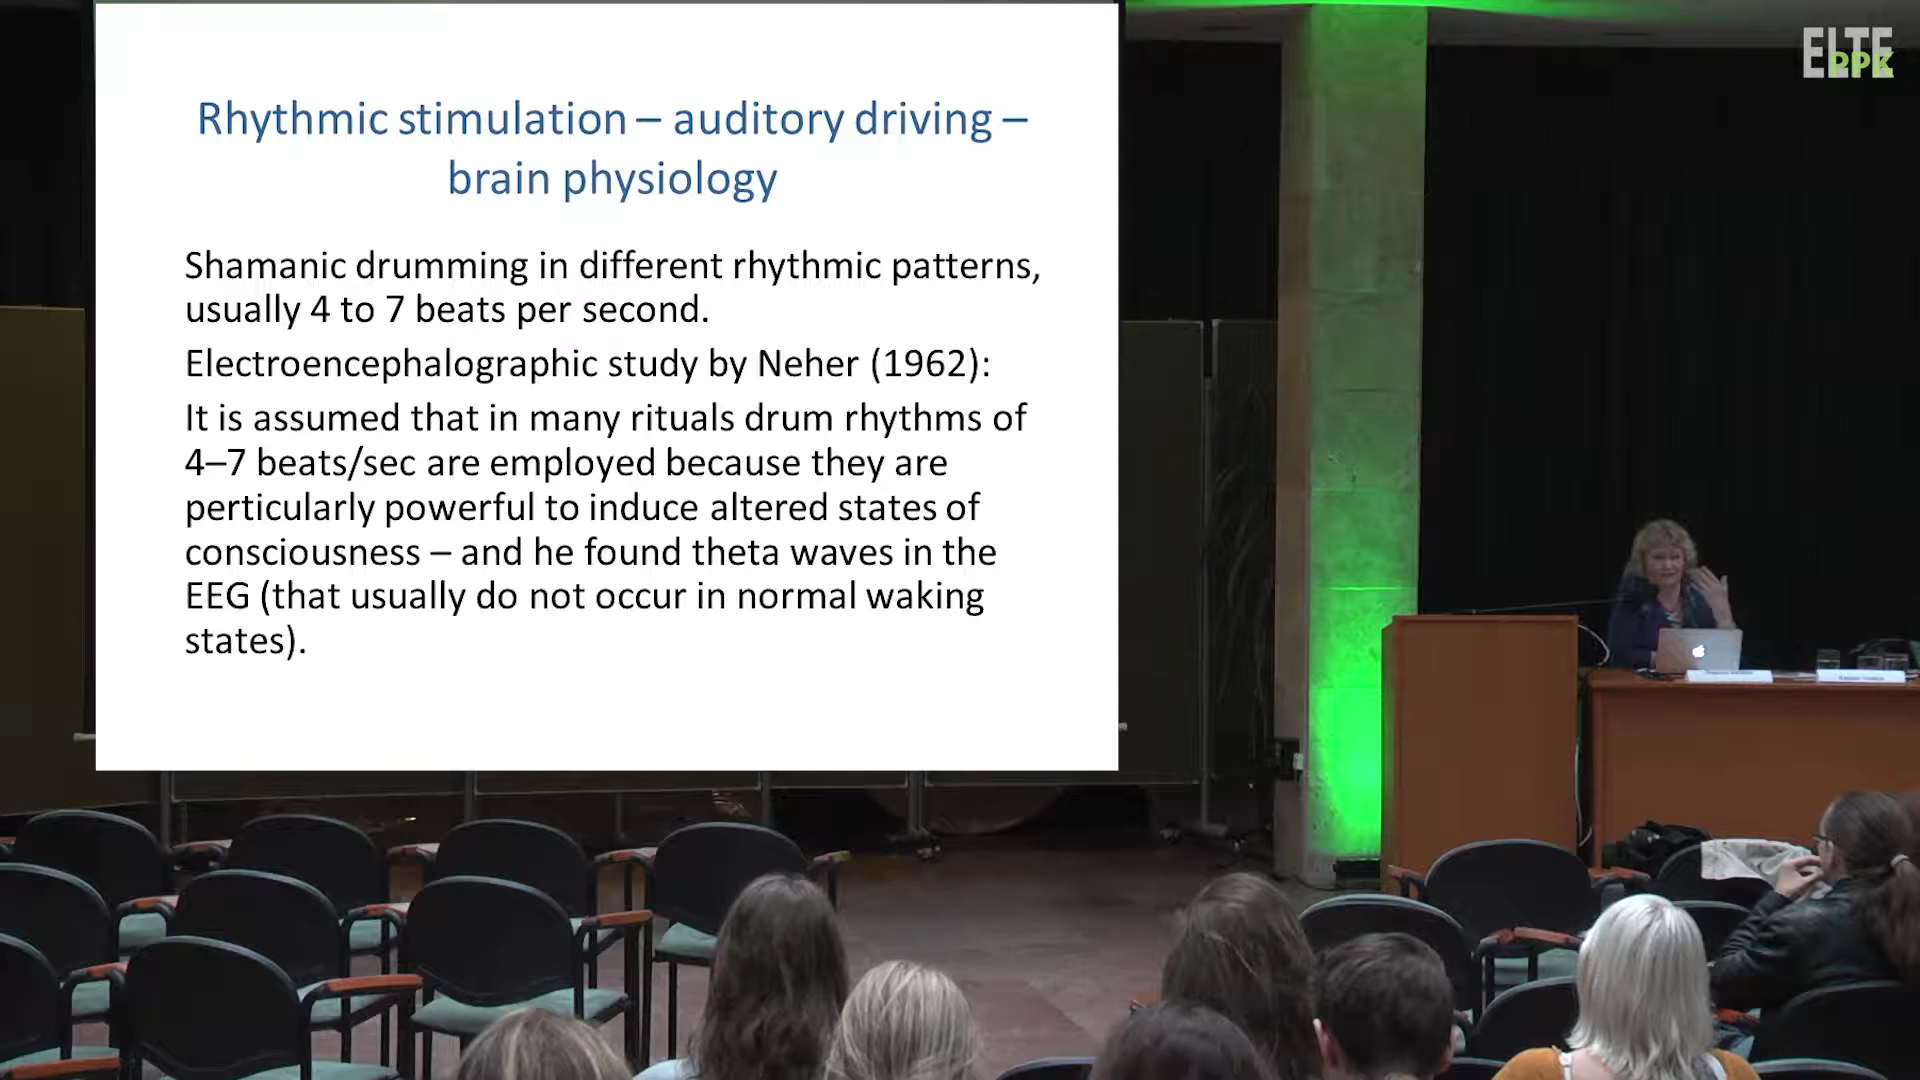 Rhythmic stimulation – auditory driving –
brain physiology
Shamanic drumming in different rhythmic patterns,
usually 4 to 7 beats per second.
Electroencephalographic study by Neher (1962):
It is assumed that in many rituals drum rhythms of
4–7 beats/sec are employed because they are
perticularly powerful to induce altered states of
consciousness – and he found theta waves in the
EEG (that usually do not occur in normal waking
states).
ELTE
PPK